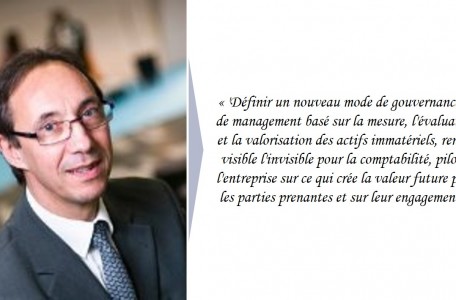 « Définir un nouveau mode de gouvernanc
de management basé sur la mesure, l'évalua
et la valorisation des actifs immatériels, ren
visible l'invisible pour la comptabilité, pilo
l'entreprise sur ce qui crée la valeur future p
les parties prenantes et sur leur engagemen